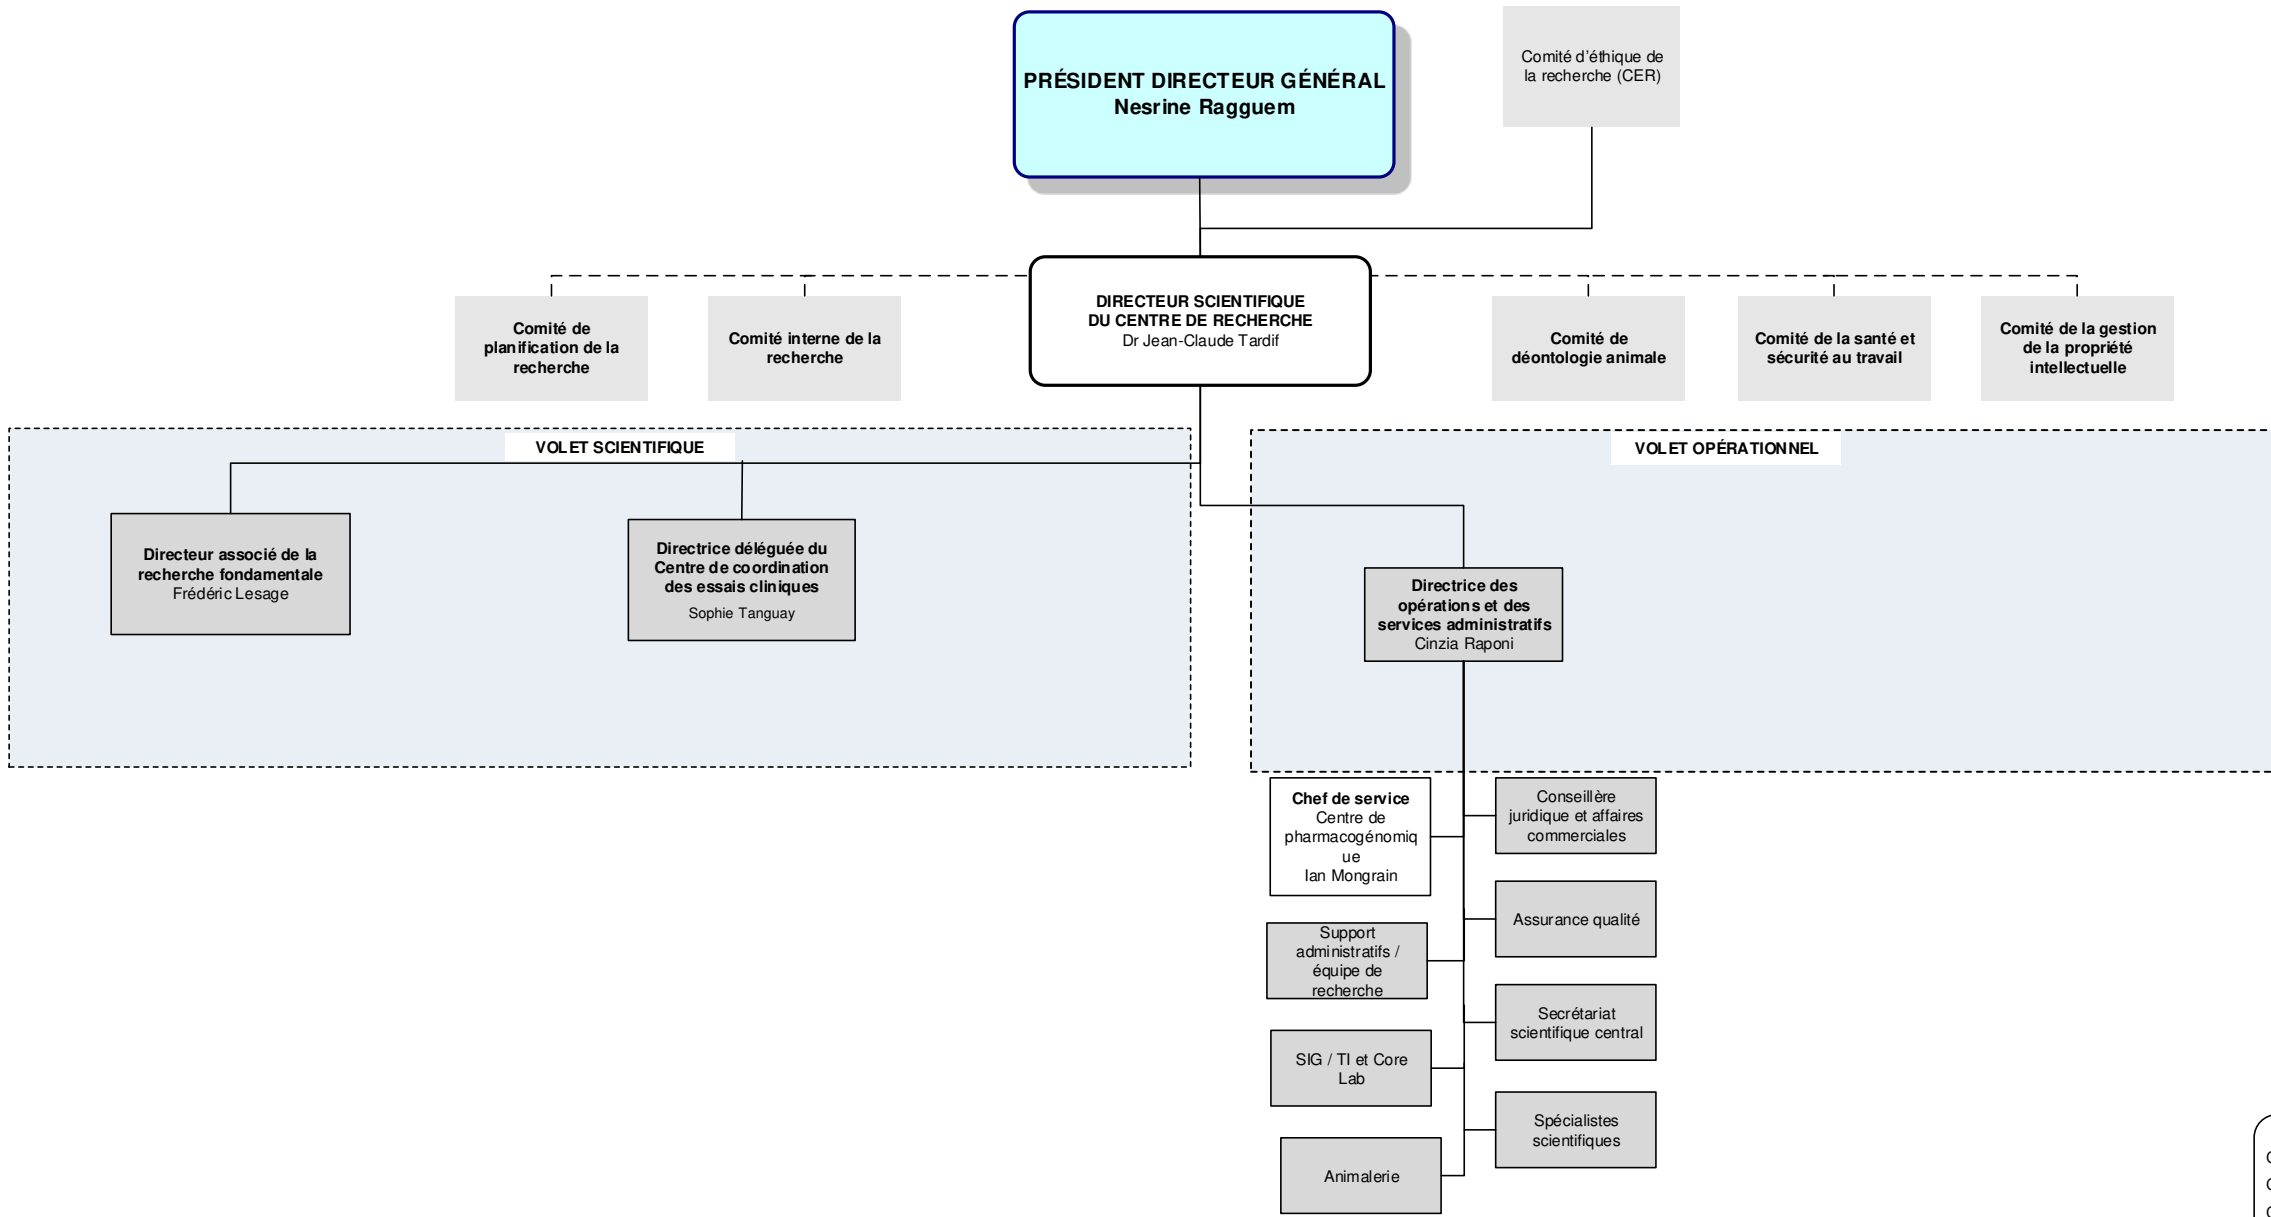 PRÉSIDENT DIRECTEUR GÉNÉRAL
Nesrine Ragguem
Comité d'éthique de
la recherche (CER)
DIRECTEUR SCIENTIFIQUE
DU CENTRE DE RECHERCHE
Dr Jean-Claude Tardif
Comité de
planification de la
recherche
Comité interne de la
recherche
Comité de
déontologie animale
Comité de la santé et
sécurité au travail
Comité de la gestion
de la propriété
intellectuelle
VOLET SCIENTIFIQUE
VOLET OPÉRATIONNEL
Directeur associé de la
recherche fondamentale
Frédéric Lesage
Directrice déléguée du
Centre de coordination
des essais cliniques
Sophie Tanguay
Directrice des
opérations et des
services administratifs
Cinzia Raponi
Chef de service
Centre de
pharmacogénomiq
ue
Ian Mongrain
Conseillère
juridique et affaires
commerciales
Support
administratifs /
équipe de
recherche
Assurance qualité
SIG / TI et Core
Lab
Secrétariat
scientifique central
Animalerie
Spécialistes
scientifiques